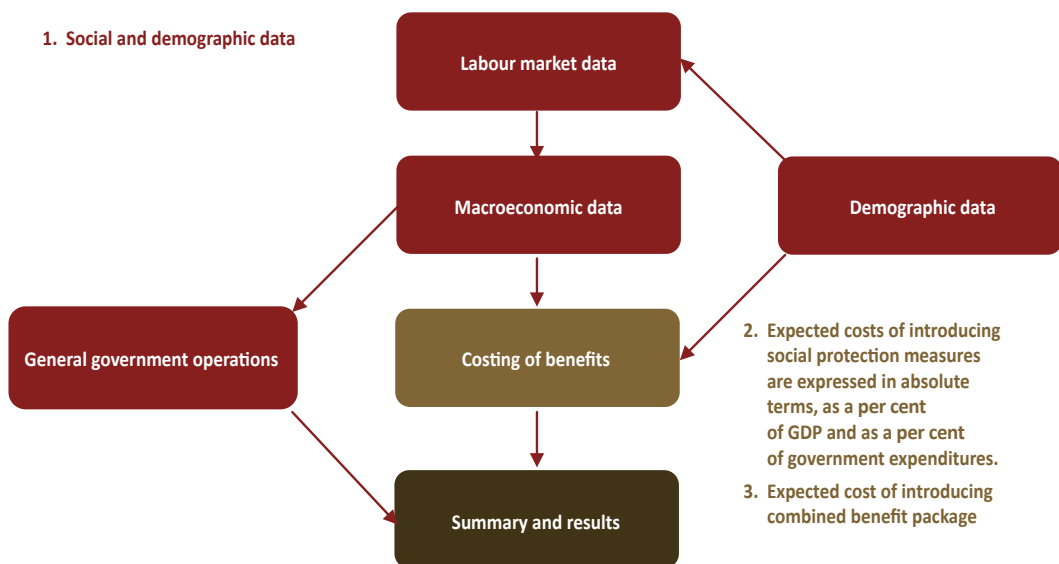 1. Social and demographic data
Labour market data
Macroeconomic data
Demographic data
General government operations
Costing of benefits
2. Expected costs of introducing
social protection measures
are expressed in absolute
terms, as a per cent
of GDP and as a per cent
of government expenditures.
3. Expected cost of introducing
combined benefit package
Summary and results